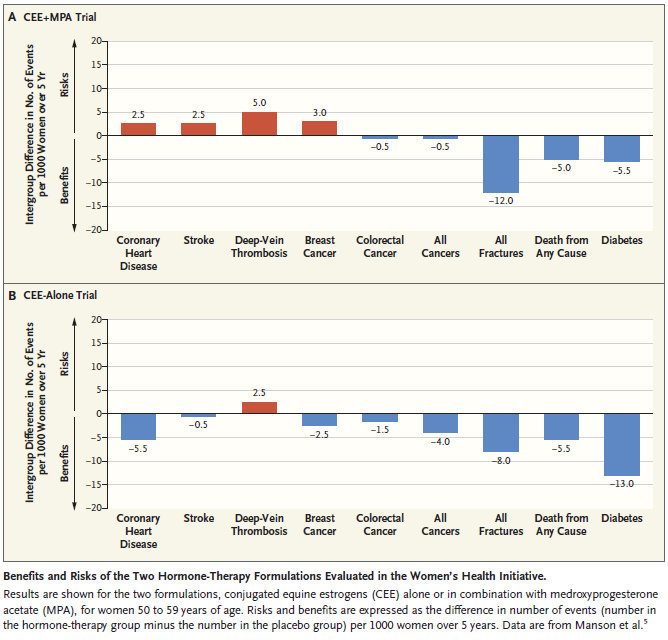 A CEE+MPA Trial
Intergroup Difference in No. of Events
per 1000 Women over 5 Yr
Risks
Benefits
20
15
10
5
0
−5
−10
−15
−20
2.5
2.5
5.0
3.0
−0.5
−0.5
−12.0
−5.0
−5.5
Coronary Stroke Deep-Vein Breast Colorectal All All Death from Diabetes
Heart Thrombosis Cancer Cancer Cancers Fractures Any Cause
Disease
B CEE-Alone Trial
Intergroup Difference in No. of Events
per 1000 Women over 5 Yr
Risks
Benefits
20
15
10
5
0
−5
−10
−15
−20
−5.5
−0.5
2.5
−2.5
−1.5
−4.0
−8.0
−5.5
−13.0
Coronary Stroke Deep-Vein Breast Colorectal All All Death from Diabetes
Heart Thrombosis Cancer Cancer Cancers Fractures Any Cause
Disease
Benefits and Risks of the Two Hormone-Therapy Formulations Evaluated in the Women's Health Initiative.
Results are shown for the two formulations, conjugated equine estrogens (CEE) alone or in combination with medroxyprogesterone
acetate (MPA), for women 50 to 59 years of age. Risks and benefits are expressed as the difference in number of events (number in
the hormone-therapy group minus the number in the placebo group) per 1000 women over 5 years. Data are from Manson et al.⁵